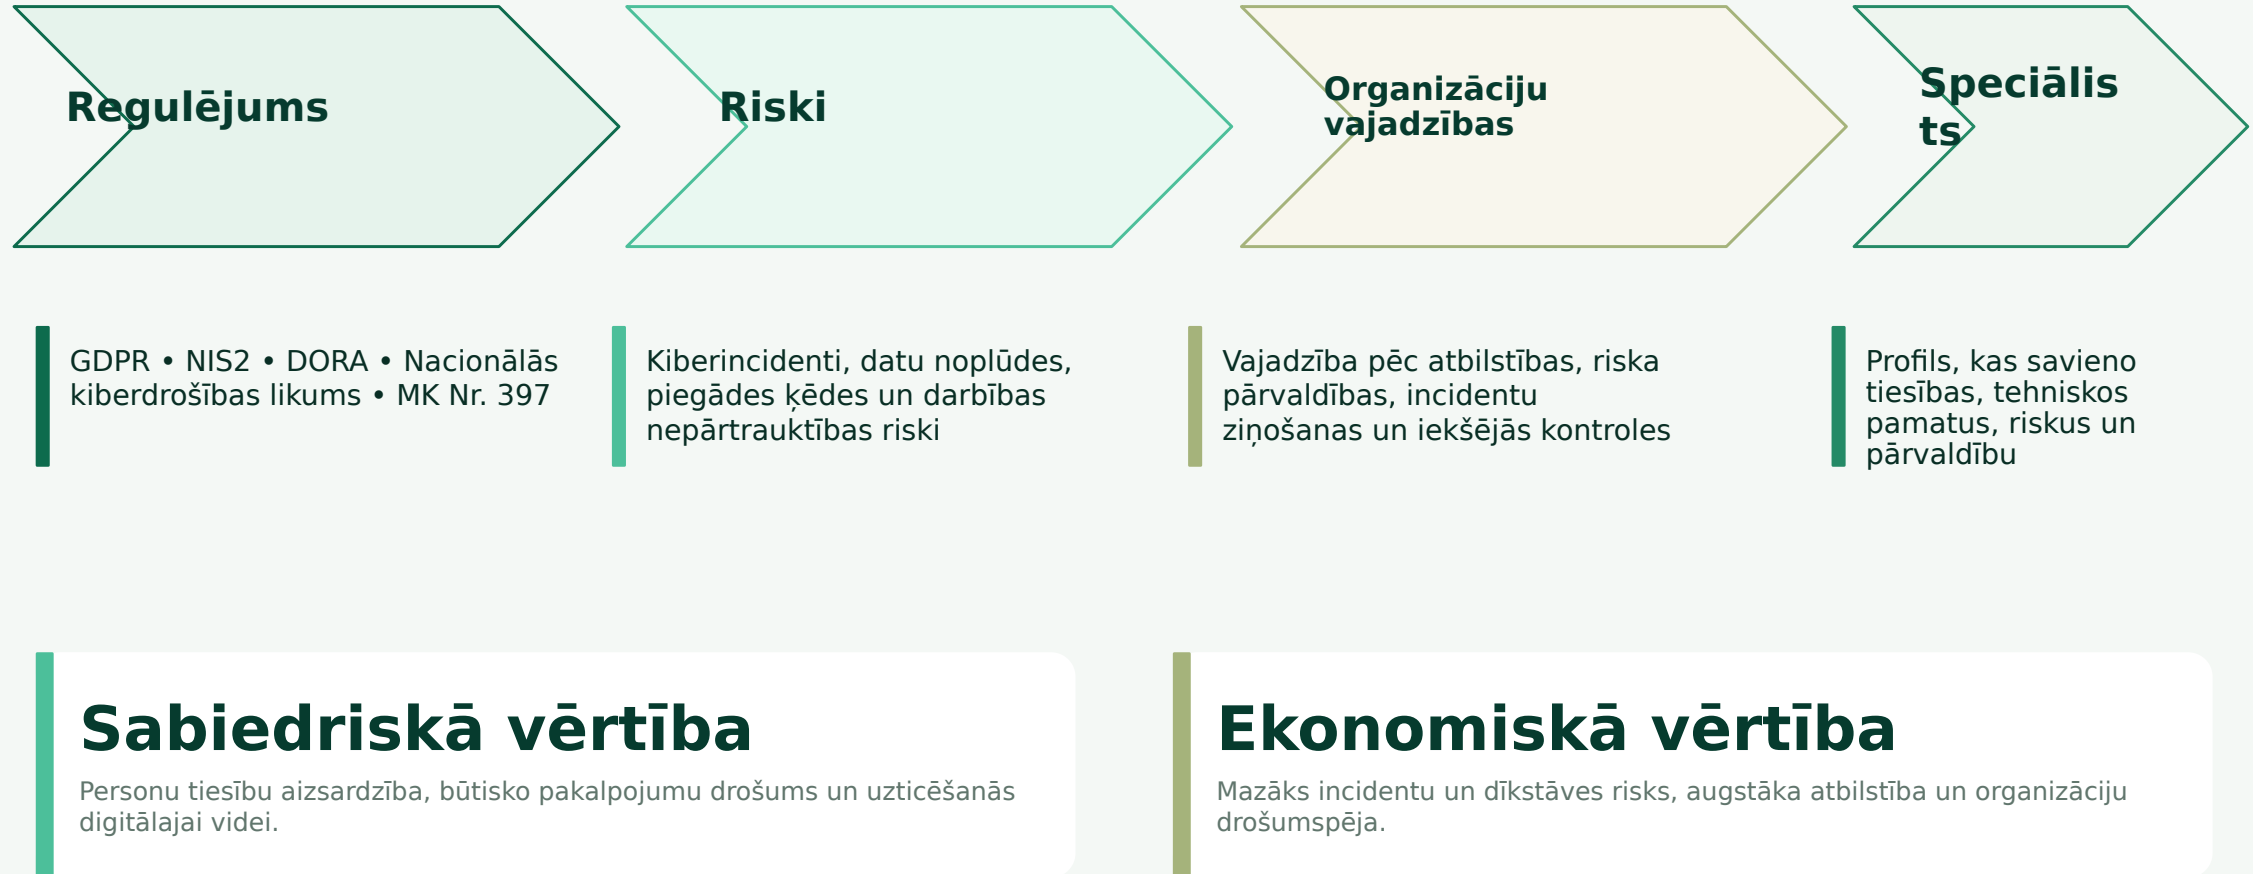 Regulējums
Riski
Organizāciju
vajadzības
Speciālis
ts
GDPR • NIS2 • DORA • Nacionālās
kiberdrošības likums • MK Nr. 397
Kiberincidenti, datu noplūdes,
piegādes ķēdes un darbības
nepārtrauktības riski
Vajadzība pēc atbilstības, riska
pārvaldības, incidentu
ziņošanas un iekšējās kontroles
Profils, kas savieno
tiesības, tehniskos
pamatus, riskus un
pārvaldību
Sabiedriskā vērtība
Personu tiesību aizsardzība, būtisko pakalpojumu drošums un uzticēšanās
digitālajai videi.
Ekonomiskā vērtība
Mazāks incidentu un dīkstāves risks, augstāka atbilstība un organizāciju
drošumspēja.